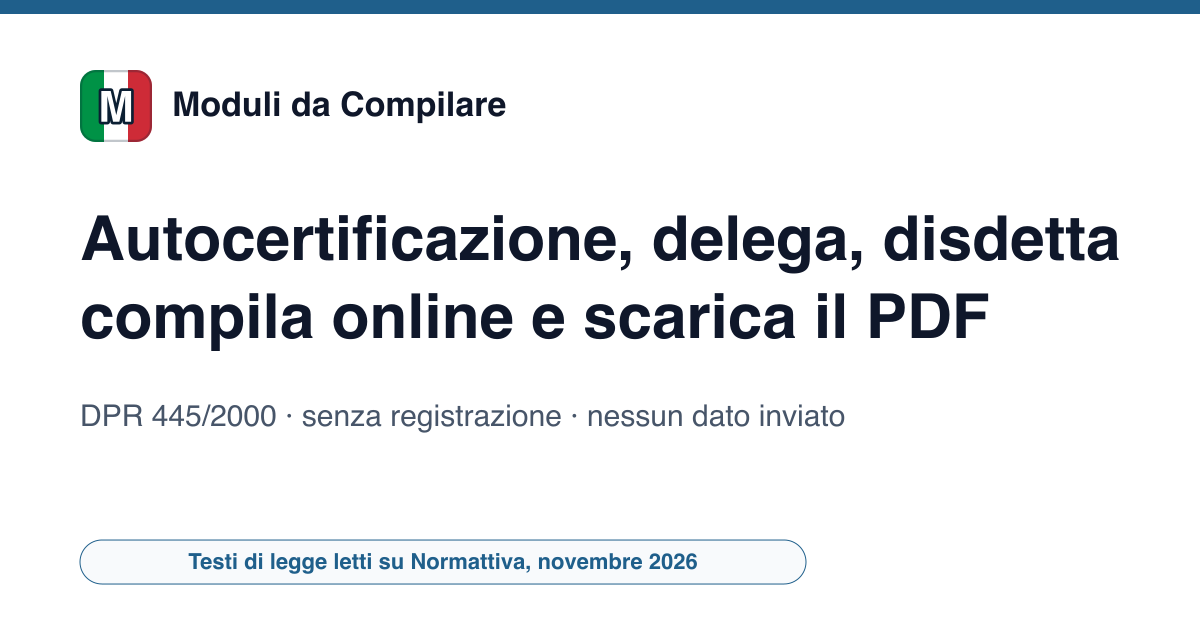 M
Moduli da Compilare
Autocertificazione, delega, disdetta
compila online e scarica il PDF
DPR 445/2000 · senza registrazione · nessun dato inviato
Testi di legge letti su Normattiva, novembre 2026